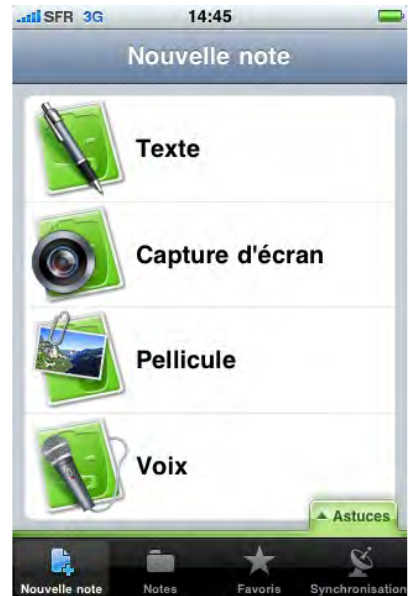 SFR 3G 14:45
Nouvelle note
Texte
Capture d'écran
Pellicule
Voix
Astuces
Nouvelle note Notes Favoris Synchronisation